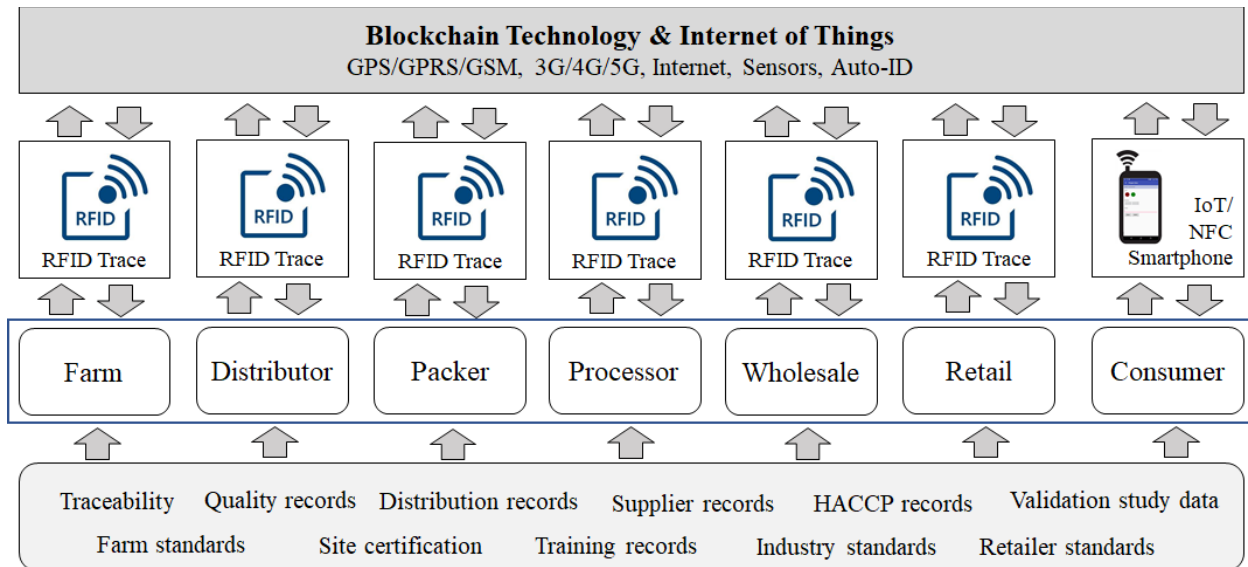 Blockchain Technology & Internet of Things
GPS/GPRS/GSM, 3G/4G/5G, Internet, Sensors, Auto-ID
RFID
RFID Trace
RFID
RFID Trace
RFID
RFID Trace
RFID
RFID Trace
RFID
RFID Trace
RFID
RFID Trace
IoT/
NFC
Smartphone
Farm
Distributor
Packer
Processor
Wholesale
Retail
Consumer
Traceability
Quality records
Distribution records
Supplier records
HACCP records
Validation study data
Farm standards
Site certification
Training records
Industry standards
Retailer standards